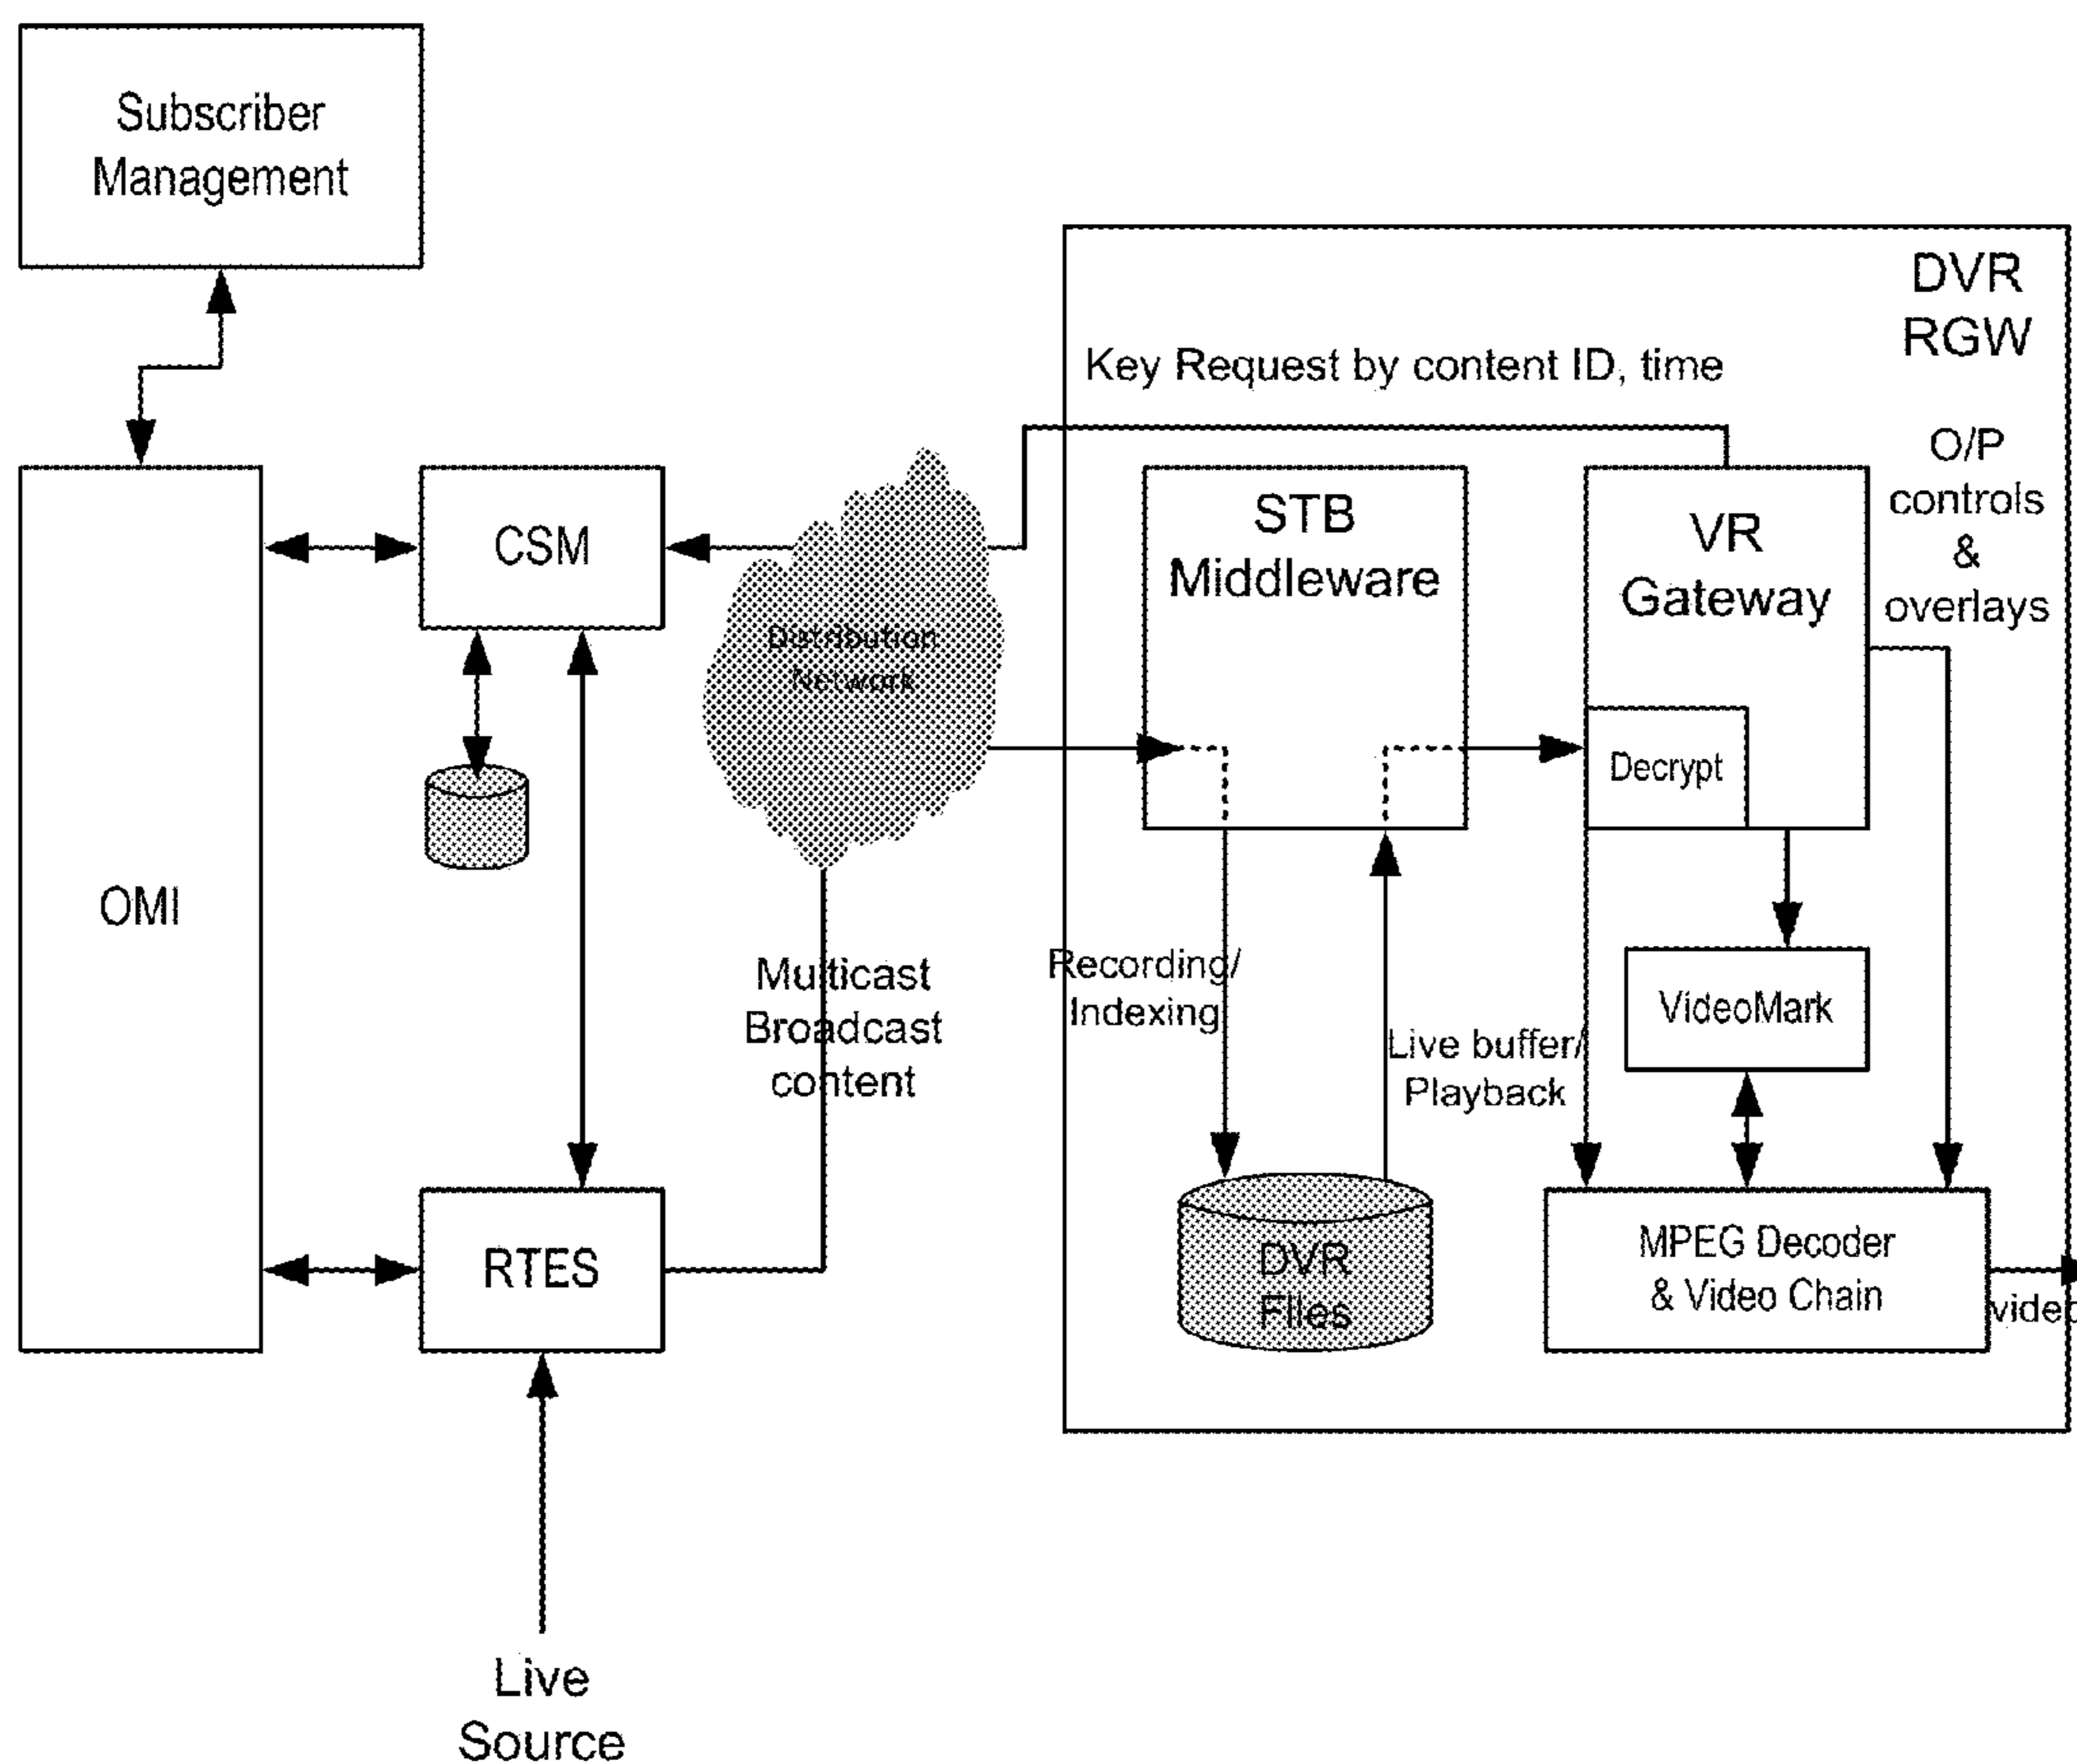 Subscriber
Management
DVR
RGW
Key Request by content ID, time
O/P
controls
&
overlays
STB
Middleware
VR
Gateway
CSM
Distribution
Network
Decrypt
OMI
Multicast
Broadcast
content
Recording/
Indexing
Live buffer/
Playback
VideoMark
RTES
DVR
Files
MPEG Decoder
& Video Chain
video
Live
Source